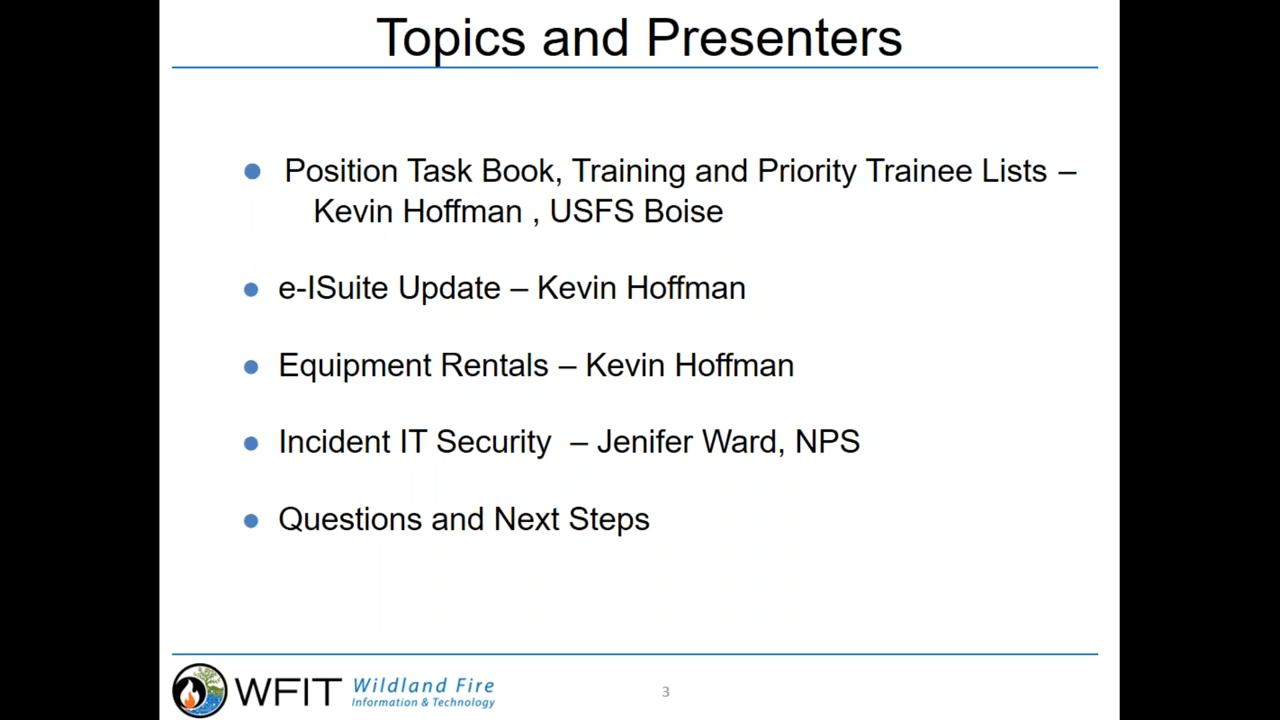 Topics and Presenters
Position Task Book, Training and Priority Trainee Lists –
Kevin Hoffman , USFS Boise
e-ISuite Update – Kevin Hoffman
Equipment Rentals – Kevin Hoffman
Incident IT Security – Jenifer Ward, NPS
Questions and Next Steps
WFIT Wildland Fire
Information & Technology
3